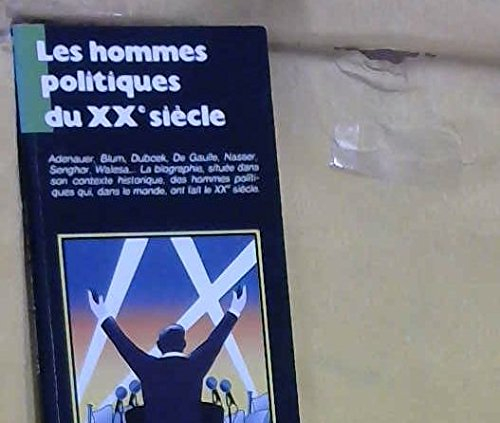 Les hommes
politiques
du XXe siècle
Adenauer, Blum, Dubcek, De Gaulle, Nasser,
Senghor, Walesa... La biographie, située dans
son contexte historique, des hommes politi-
ques qui, dans le monde, ont fait le XXe siècle.